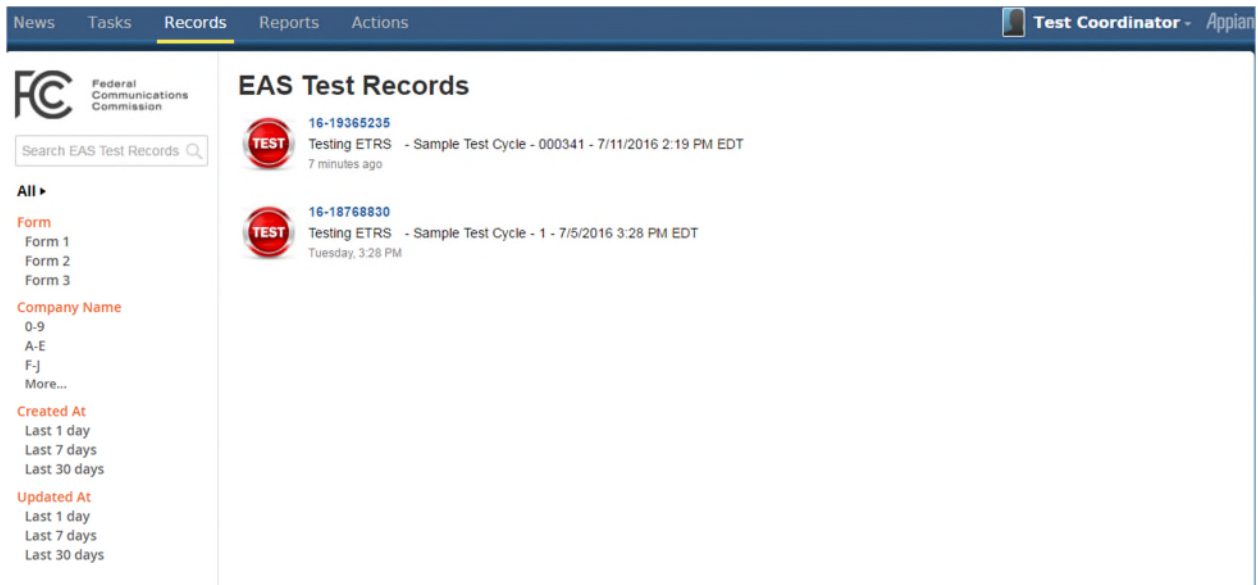 News Tasks Records Reports Actions Test Coordinator Appian
FCC Federal
Communications
Commission
Search EAS Test Records
All
Form
Form 1
Form 2
Form 3
Company Name
0-9
A-E
F-J
More...
Created At
Last 1 day
Last 7 days
Last 30 days
Updated At
Last 1 day
Last 7 days
Last 30 days
EAS Test Records
TEST
16-19365235
Testing ETRS - Sample Test Cycle - 000341 - 7/11/2016 2:19 PM EDT
7 minutes ago
TEST
16-18768830
Testing ETRS - Sample Test Cycle - 1 - 7/5/2016 3:28 PM EDT
Tuesday, 3:28 PM